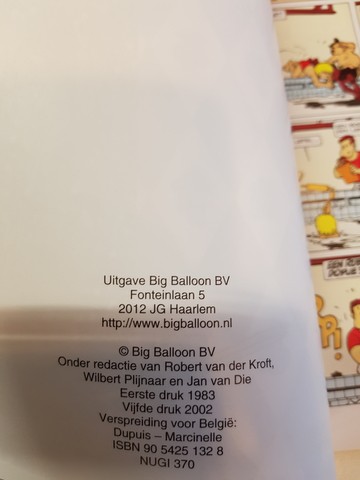 Uitgave Big Balloon BV
Fonteinlaan 5
2012 JG Haarlem
http://www.bigballoon.nl
© Big Balloon BV
Onder redactie van Robert van der Kroft,
Wilbert Plijnaar en Jan van Die
Eerste druk 1983
Vijfde druk 2002
Verspreiding voor België:
Dupuis – Marcinelle
ISBN 90 5425 132 8
NUGI 370